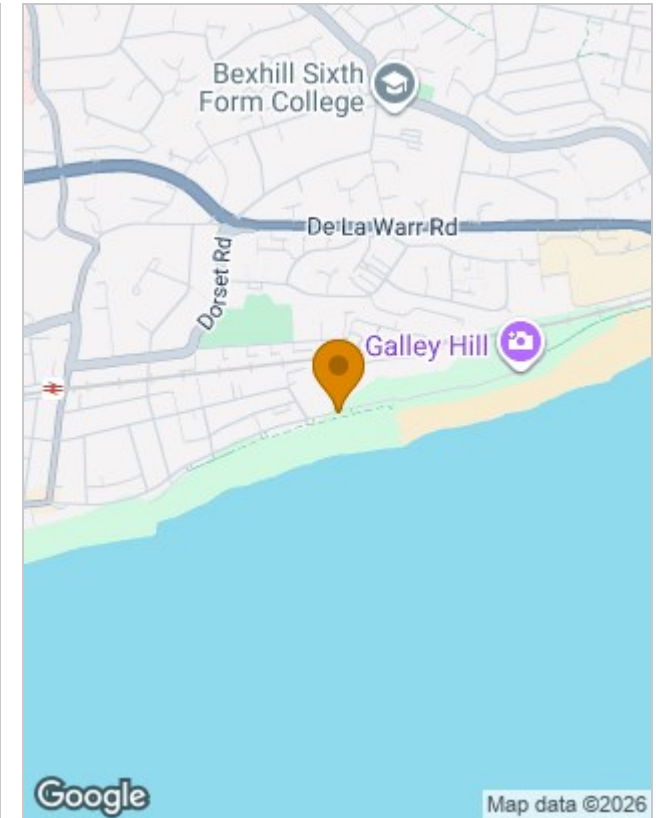 Bexhill Sixth
Form College
De La Warr Rd
Dorset Rd
Galley Hill
Google
Map data ©2026